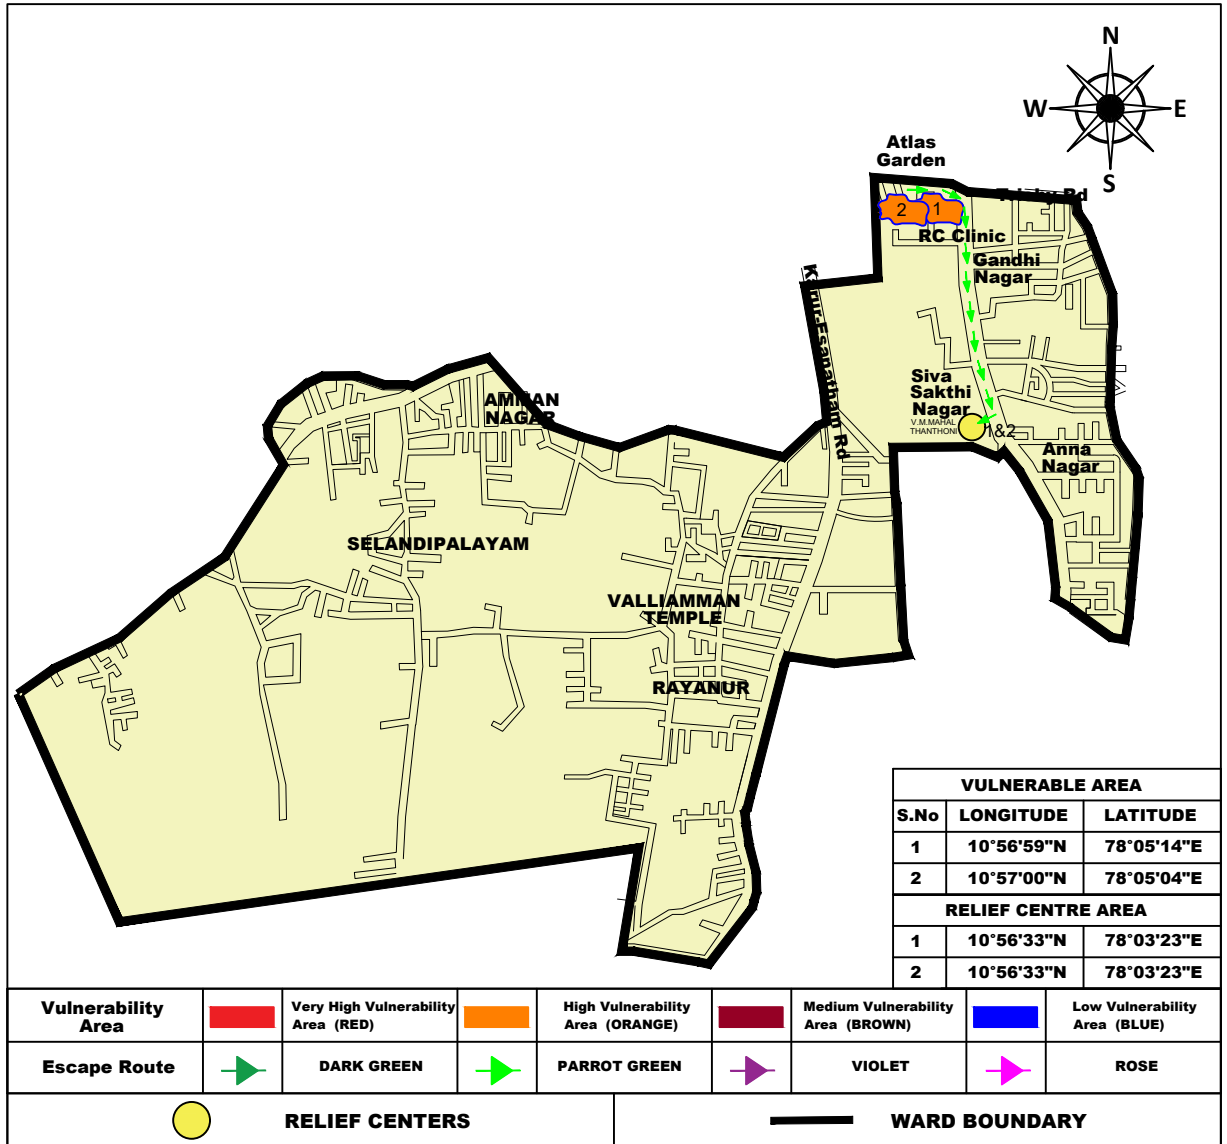 N
W
E
S
Atlas
Garden
Trichy Rd
2
1
RC Clinic
Gandhi
Nagar
Karur-Esanatham Rd
Siva
Sakthi
Nagar
V.M.MAHAL
THANTHONI
1&2
Anna
Nagar
AMMAN
NAGAR
SELANDIPALAYAM
VALLIAMMAN
TEMPLE
RAYANUR
VULNERABLE AREA
S.No LONGITUDE LATITUDE
1 10°56'59"N 78°05'14"E
2 10°57'00"N 78°05'04"E
RELIEF CENTRE AREA
1 10°56'33"N 78°03'23"E
2 10°56'33"N 78°03'23"E
Vulnerability
Area
Very High Vulnerability
Area (RED)
High Vulnerability
Area (ORANGE)
Medium Vulnerability
Area (BROWN)
Low Vulnerability
Area (BLUE)
Escape Route
DARK GREEN
PARROT GREEN
VIOLET
ROSE
RELIEF CENTERS
WARD BOUNDARY